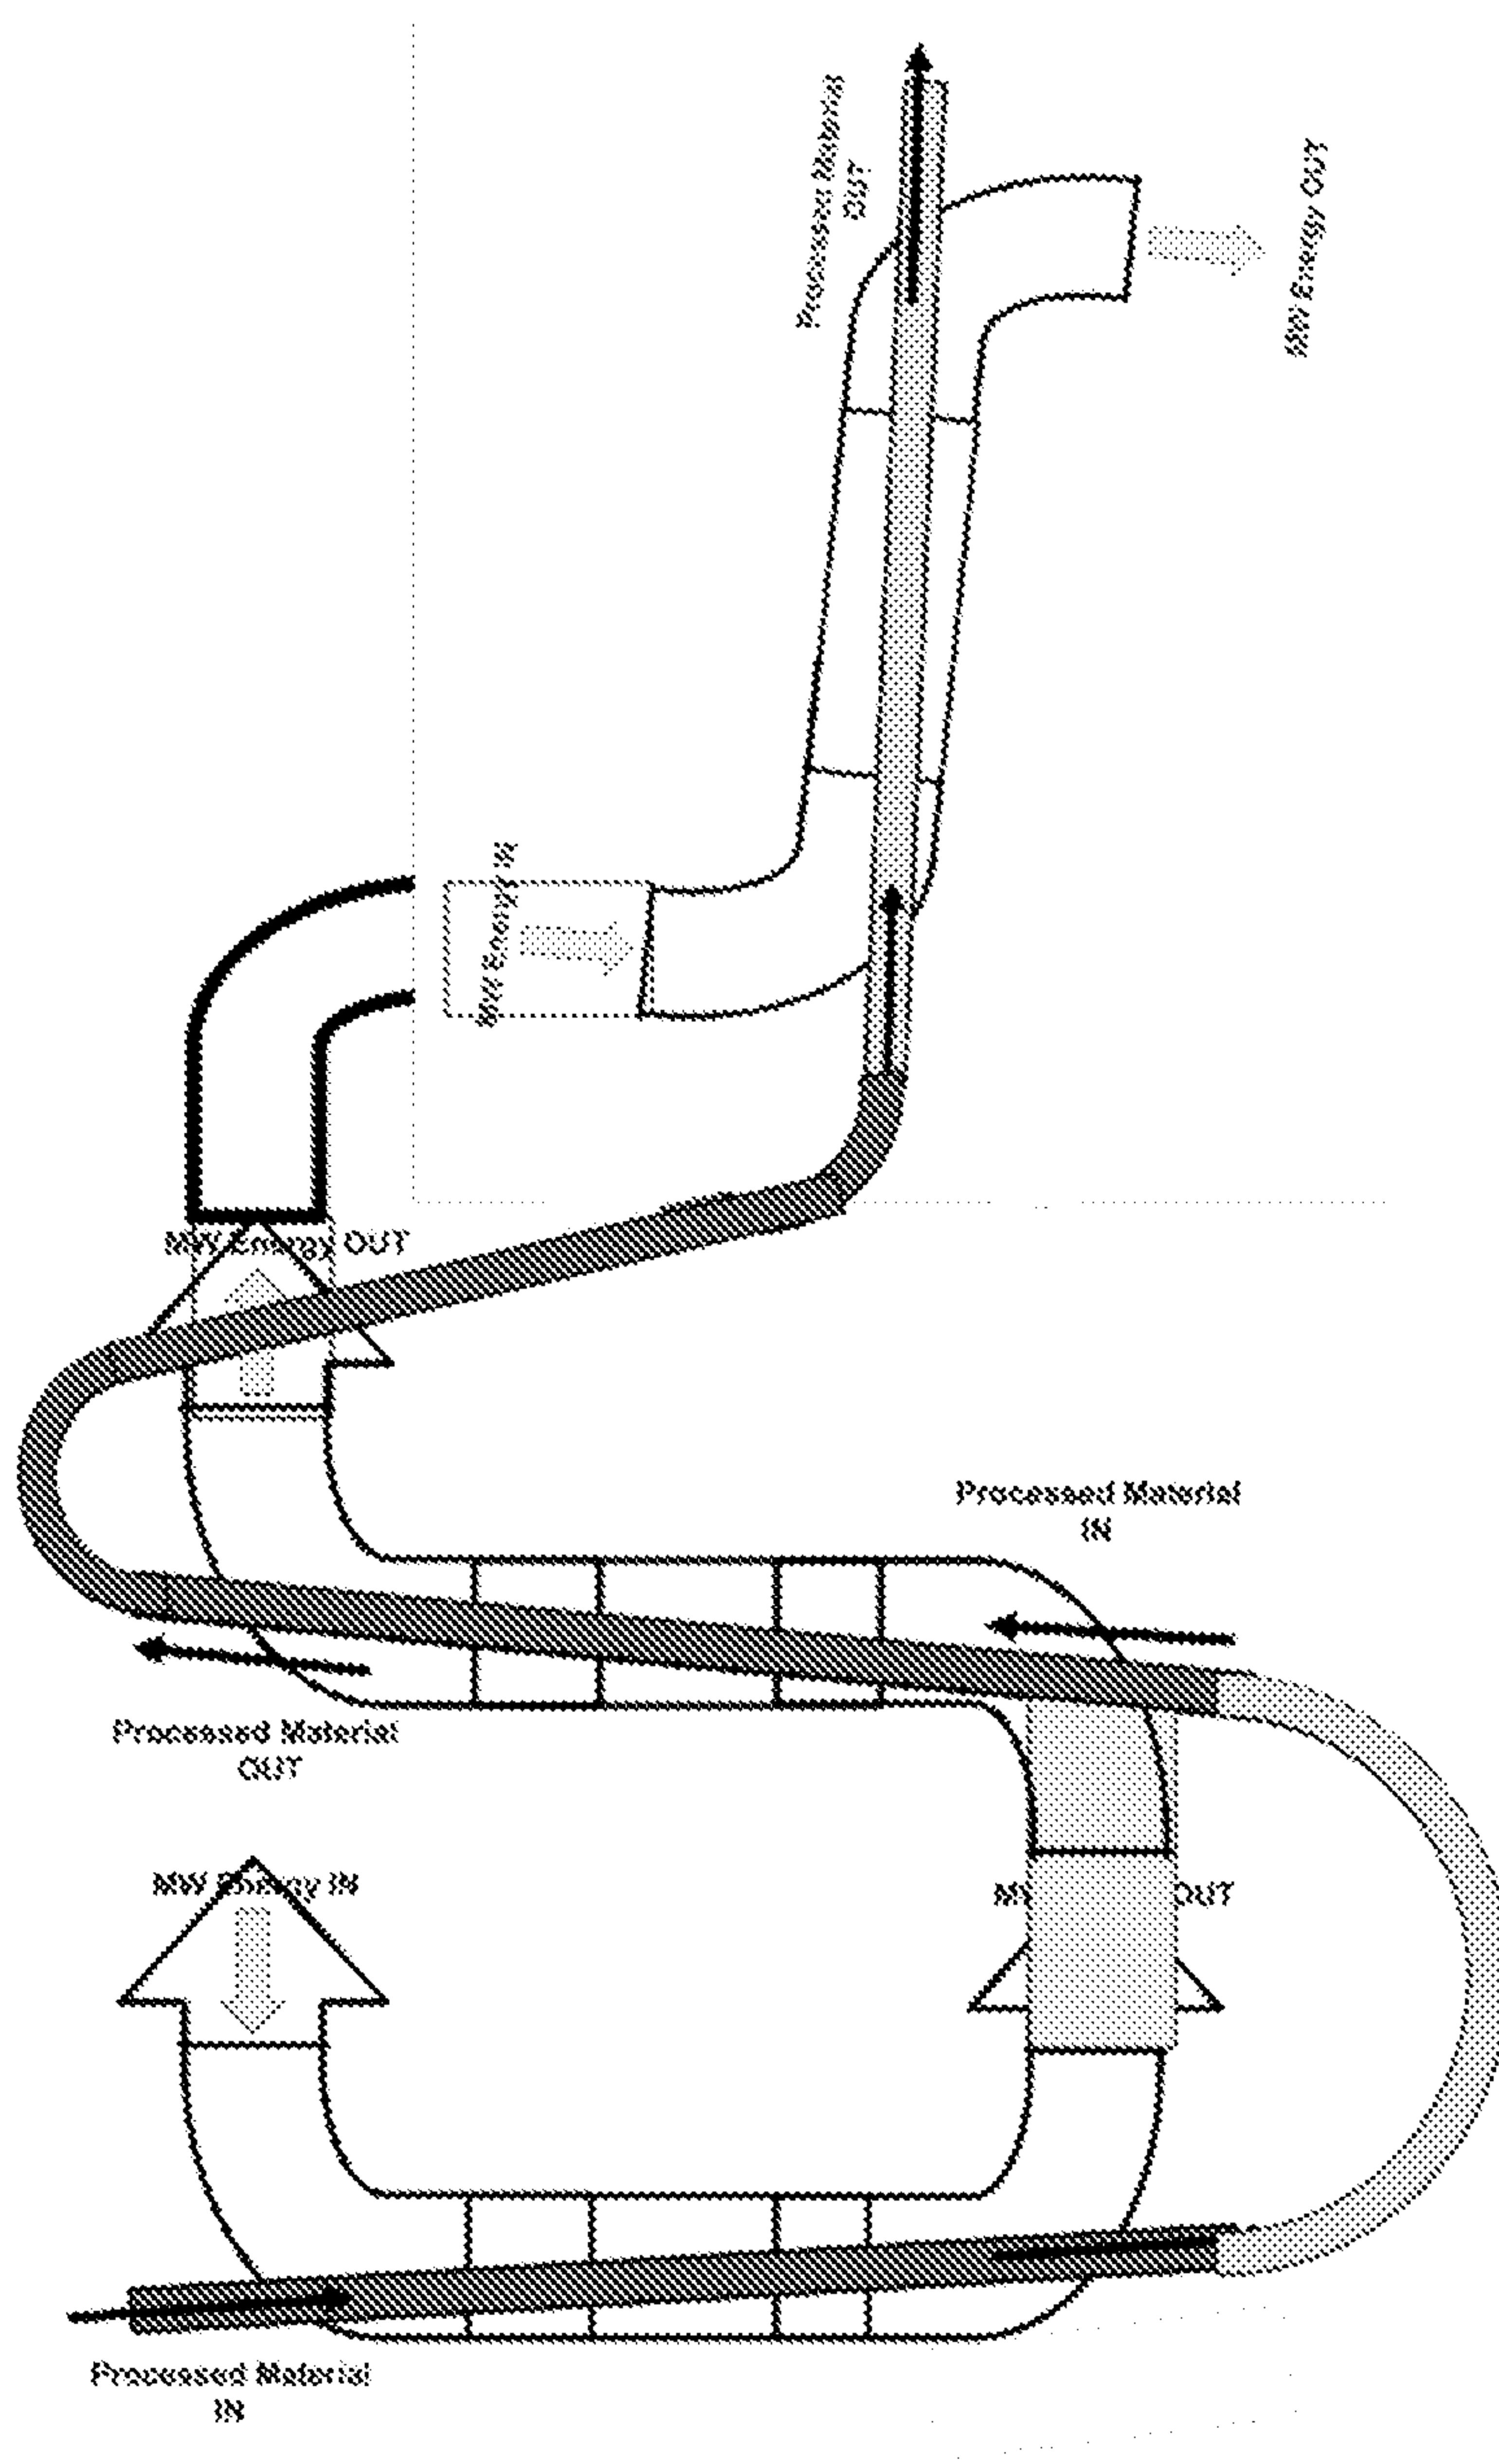 Processed Material
OUT
MW Energy OUT
MW Energy IN
MW Energy OUT
Processed Material
IN
Processed Material
OUT
MW Energy IN
OUT
Processed Material
IN